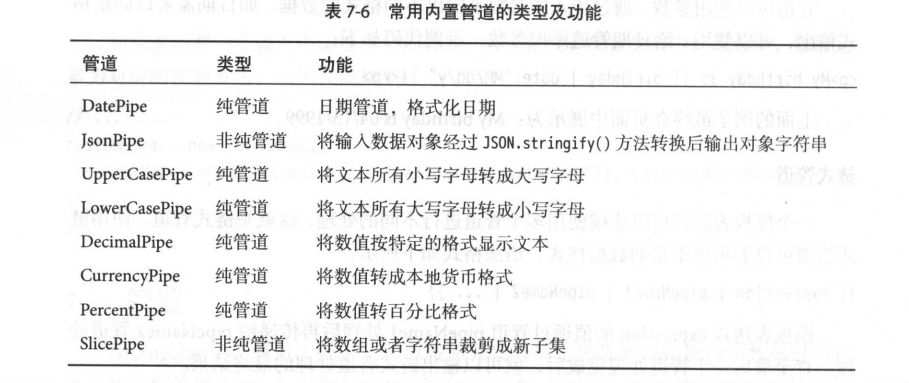 表 7-6 常用内置管道的类型及功能
管道 类型 功能
DatePipe 纯管道 日期管道，格式化日期
JsonPipe 非纯管道 将输入数据对象经过 JSON.stringify() 方法转换后输出对象字符串
UpperCasePipe 纯管道 将文本所有小写字母转成大写字母
LowerCasePipe 纯管道 将文本所有大写字母转成小写字母
DecimalPipe 纯管道 将数值按特定的格式显示文本
CurrencyPipe 纯管道 将数值转成本地货币格式
PercentPipe 纯管道 将数值转百分比格式
SlicePipe 非纯管道 将数组或者字符串裁剪成新子集